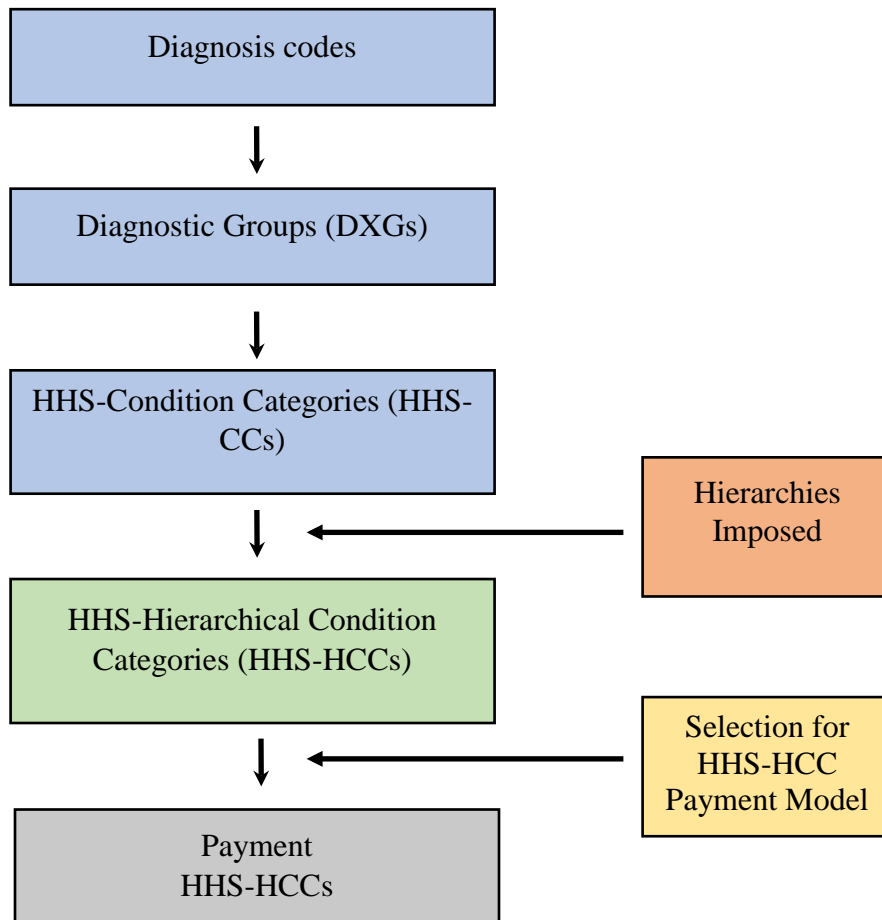 Diagnosis codes
Diagnostic Groups (DXGs)
HHS-Condition Categories (HHS-
CCs)
Hierarchies
Imposed
HHS-Hierarchical Condition
Categories (HHS-HCCs)
Selection for
HHS-HCC
Payment Model
Payment
HHS-HCCs